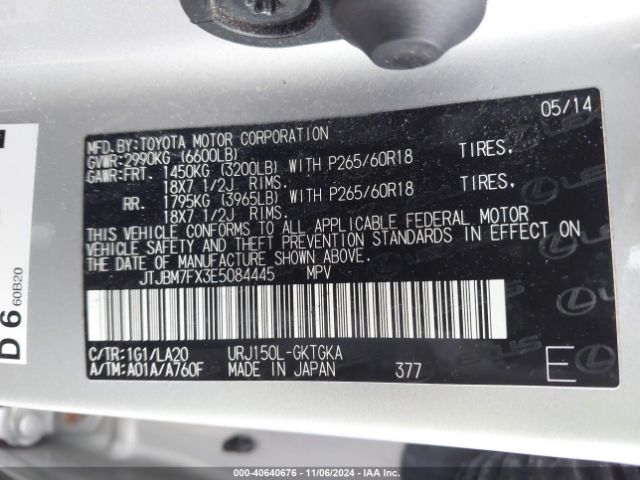 05/14
MFD.BY:TOYOTA MOTOR CORPORATION
GVWR:2990KG (6600LB)
GAWR:FRT. 1450KG (3200LB) WITH P265/60R18 TIRES,
18X7 1/2J RIMS.
RR. 1795KG (3965LB) WITH P265/60R18 TIRES,
18X7 1/2J RIMS.
THIS VEHICLE CONFORMS TO ALL APPLICABLE FEDERAL MOTOR
VEHICLE SAFETY AND THEFT PREVENTION STANDARDS IN EFFECT ON
THE DATE OF MANUFACTURE SHOWN ABOVE.
JTJBM7FX3E5084445 MPV
C/TR:1G1/LA20 URJ150L-GKTGKA
A/TM:A01A/A760F MADE IN JAPAN 377 E
D6 60B20
LEXUS
000-40640676 - 11/06/2024 - IAA Inc.